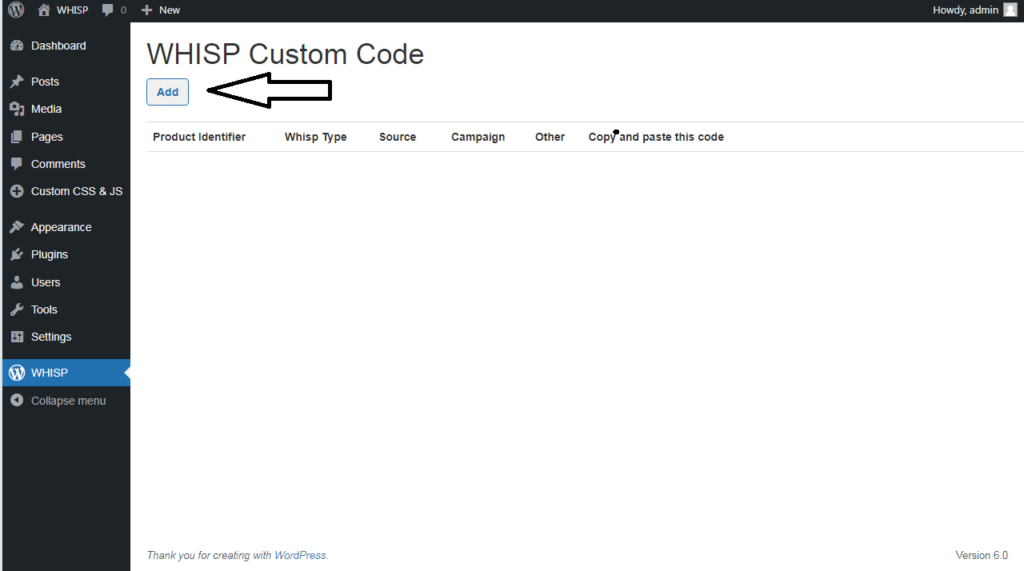 WHISP 0 New Howdy, admin
Dashboard
Posts
Media
Pages
Comments
Custom CSS & JS
Appearance
Plugins
Users
Tools
Settings
WHISP
Collapse menu
WHISP Custom Code
Add
Product Identifier Whisp Type Source Campaign Other Copy and paste this code
Thank you for creating with WordPress. Version 6.0